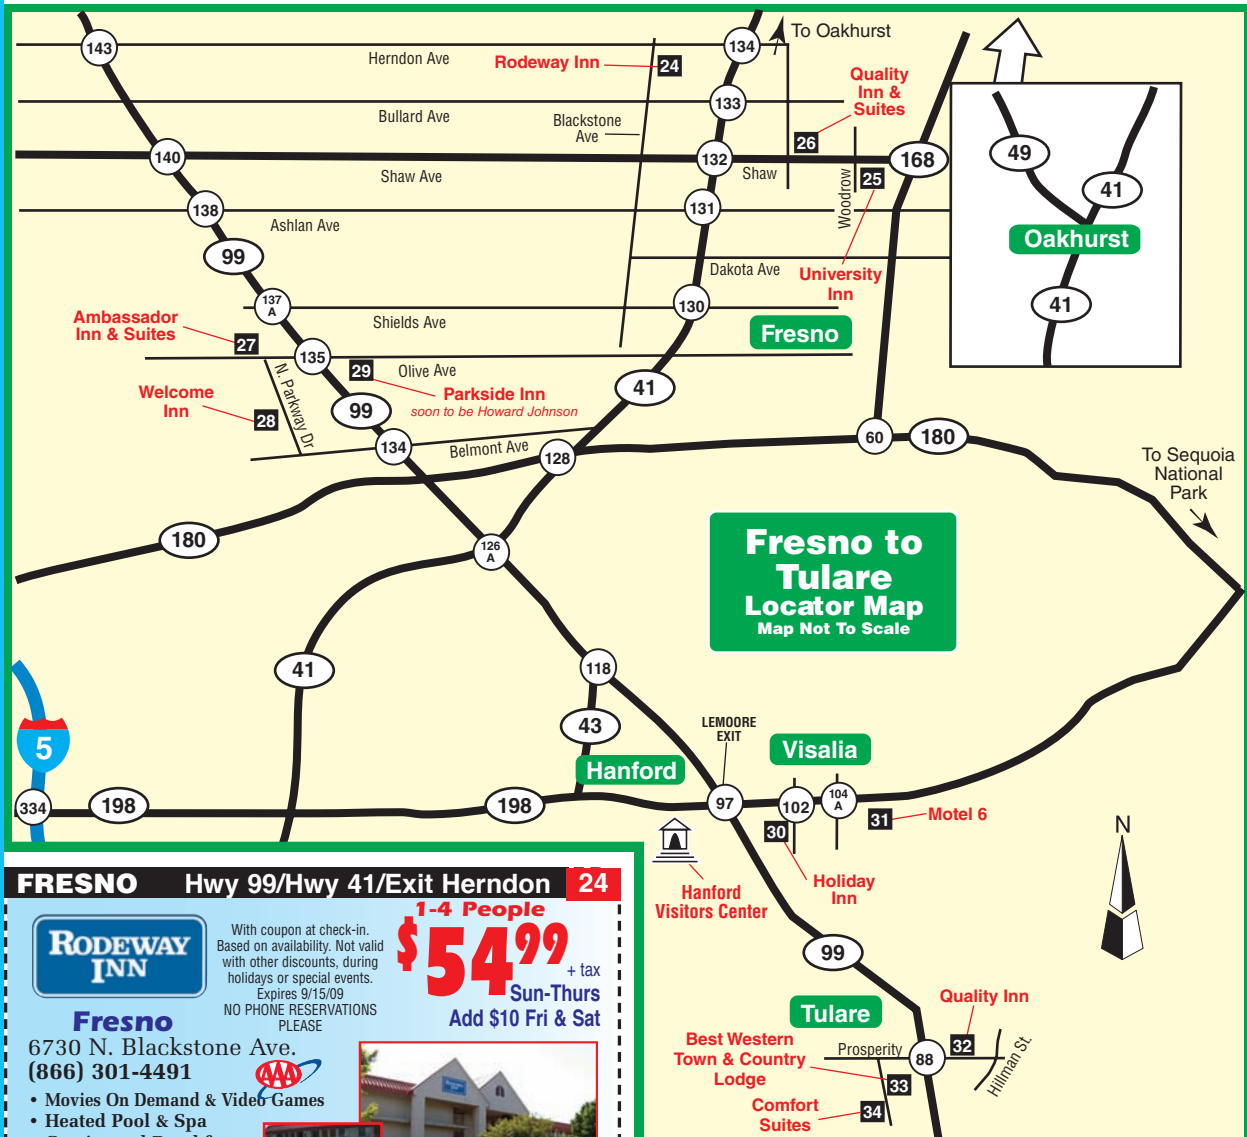 143
134
To Oakhurst
Herndon Ave
Rodeway Inn
24
Quality
Inn &
Suites
133
Bullard Ave
Blackstone
Ave
26
140
132
168
49
Shaw Ave
Shaw
Woodrow
25
41
138
131
Ashlan Ave
Oakhurst
99
Dakota Ave
University
Inn
41
137
A
130
Ambassador
Inn & Suites
Shields Ave
Fresno
27
135
29
Olive Ave
N. Parkway Dr
Parkside Inn
soon to be Howard Johnson
41
Welcome
Inn
28
99
134
Belmont Ave
128
60
180
To Sequoia
National
Park
180
126
A
Fresno to
Tulare
Locator Map
Map Not To Scale
41
118
43
LEMOORE
EXIT
Visalia
5
Hanford
334
198
198
97
102
104
A
30
31
Motel 6
N
Holiday
Inn
Hanford
Visitors Center
99
Tulare
Quality Inn
Best Western
Town & Country
Lodge
Prosperity
88
32
Hillman St.
33
Comfort
Suites
34
FRESNO Hwy 99/Hwy 41/Exit Herndon 24
RODEWAY
INN
With coupon at check-in.
Based on availability. Not valid
with other discounts, during
holidays or special events.
Expires 9/15/09
NO PHONE RESERVATIONS
PLEASE
1-4 People
$5499
+ tax
Sun-Thurs
Add $10 Fri & Sat
Fresno
6730 N. Blackstone Ave.
(866) 301-4491
AAA
• Movies On Demand & Video Games
• Heated Pool & Spa